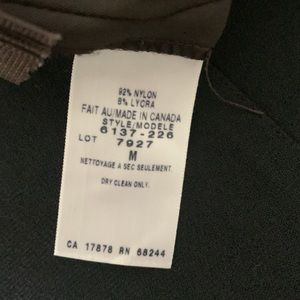 92% NYLON
8% LYCRA
FAIT AU/MADE IN CANADA
STYLE/MODELE
6137-226
LOT 7927
M
NETTOYAGE A SEC SEULEMENT.
DRY CLEAN ONLY.
CA 17878 RN 68244